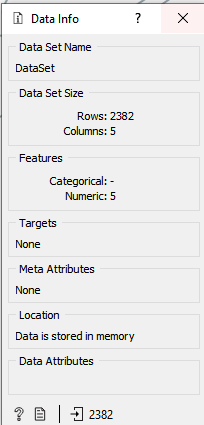 Data Info ?
Data Set Name
DataSet
Data Set Size
Rows: 2382
Columns: 5
Features
Categorical: -
Numeric: 5
Targets
None
Meta Attributes
None
Location
Data is stored in memory
Data Attributes
? 2382